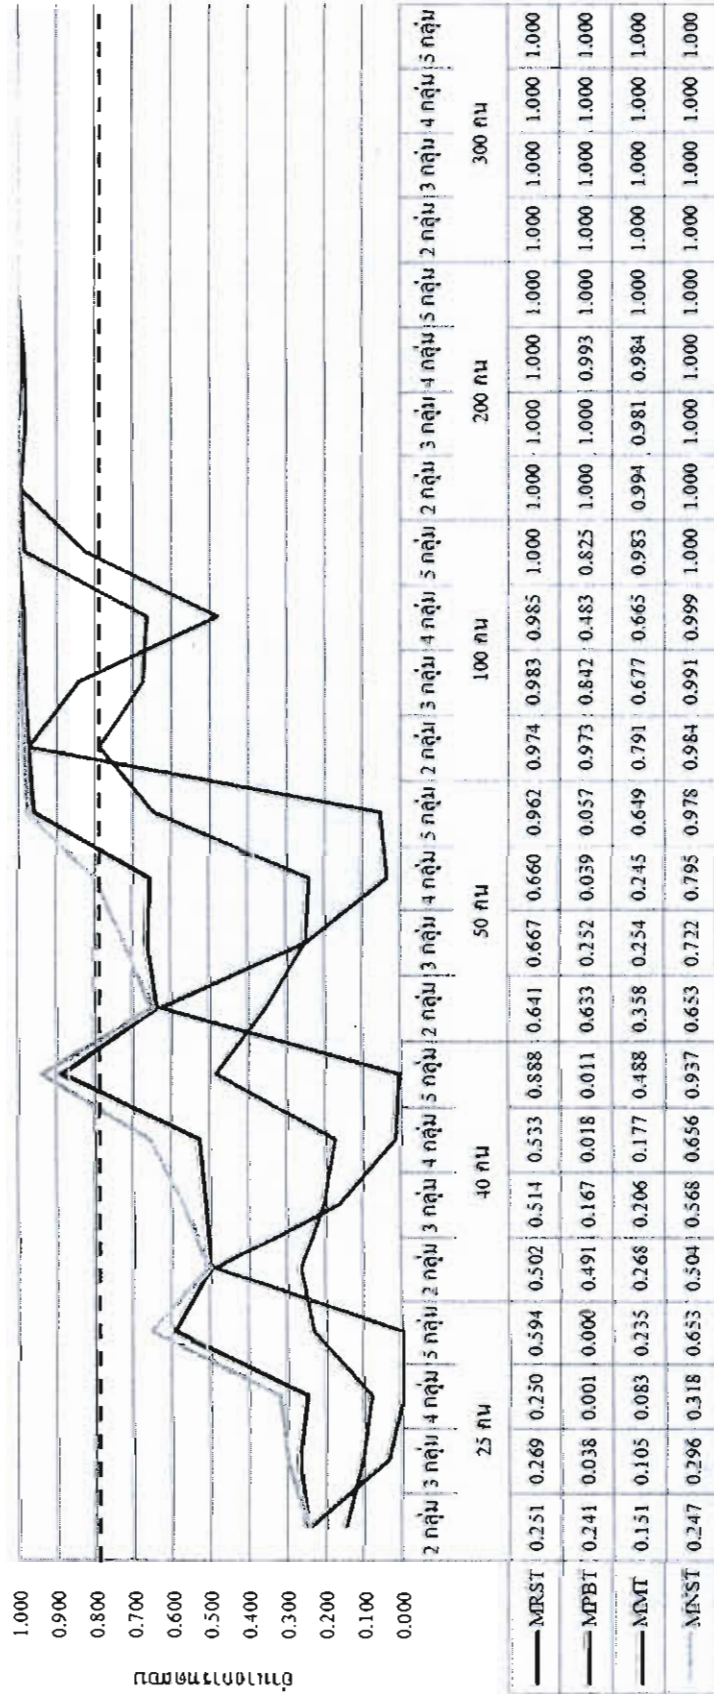 1.000
0.900
0.800
0.700
0.600
0.500
0.400
0.300
0.200
0.100
0.000
อำนาจการทดสอบ
2 กลุ่ม 3 กลุ่ม 4 กลุ่ม 5 กลุ่ม 2 กลุ่ม 3 กลุ่ม 4 กลุ่ม 5 กลุ่ม 2 กลุ่ม 3 กลุ่ม 4 กลุ่ม 5 กลุ่ม 2 กลุ่ม 3 กลุ่ม 4 กลุ่ม 5 กลุ่ม 2 กลุ่ม 3 กลุ่ม 4 กลุ่ม 5 กลุ่ม 2 กลุ่ม 3 กลุ่ม 4 กลุ่ม 5 กลุ่ม
25 คน 40 คน 50 คน 100 คน 200 คน 300 คน
MRST 0.251 0.269 0.250 0.594 0.502 0.514 0.533 0.888 0.641 0.667 0.660 0.962 0.974 0.983 0.985 1.000 1.000 1.000 1.000 1.000 1.000 1.000 1.000 1.000
MPBT 0.241 0.038 0.001 0.000 0.491 0.167 0.018 0.011 0.633 0.252 0.039 0.057 0.973 0.842 0.483 0.825 1.000 1.000 0.993 1.000 1.000 1.000 1.000 1.000
MMT 0.151 0.105 0.083 0.235 0.268 0.206 0.177 0.488 0.358 0.254 0.245 0.649 0.791 0.677 0.665 0.983 0.994 0.981 0.984 1.000 1.000 1.000 1.000 1.000
MNST 0.247 0.296 0.318 0.653 0.504 0.568 0.656 0.937 0.653 0.722 0.795 0.978 0.984 0.991 0.999 1.000 1.000 1.000 1.000 1.000 1.000 1.000 1.000 1.000